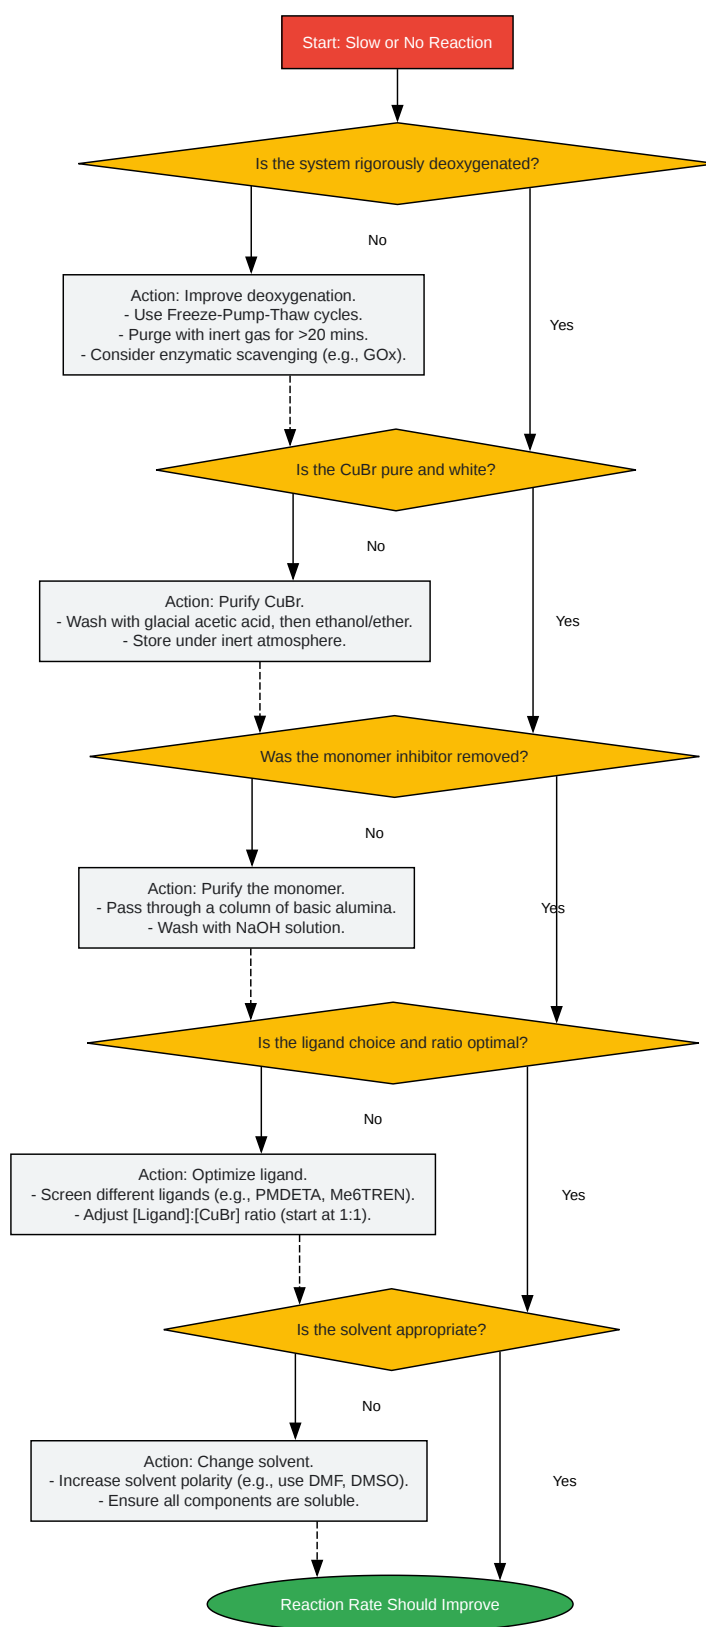 Start: Slow or No Reaction
Is the system rigorously deoxygenated?
No
Action: Improve deoxygenation.
- Use Freeze-Pump-Thaw cycles.
- Purge with inert gas for >20 mins.
- Consider enzymatic scavenging (e.g., GOx).
Yes
Is the CuBr pure and white?
No
Action: Purify CuBr.
- Wash with glacial acetic acid, then ethanol/ether.
- Store under inert atmosphere.
Yes
Was the monomer inhibitor removed?
No
Action: Purify the monomer.
- Pass through a column of basic alumina.
- Wash with NaOH solution.
Yes
Is the ligand choice and ratio optimal?
No
Action: Optimize ligand.
- Screen different ligands (e.g., PMDETA, Me6TREN).
- Adjust [Ligand]:[CuBr] ratio (start at 1:1).
Yes
Is the solvent appropriate?
No
Action: Change solvent.
- Increase solvent polarity (e.g., use DMF, DMSO).
- Ensure all components are soluble.
Yes
Reaction Rate Should Improve